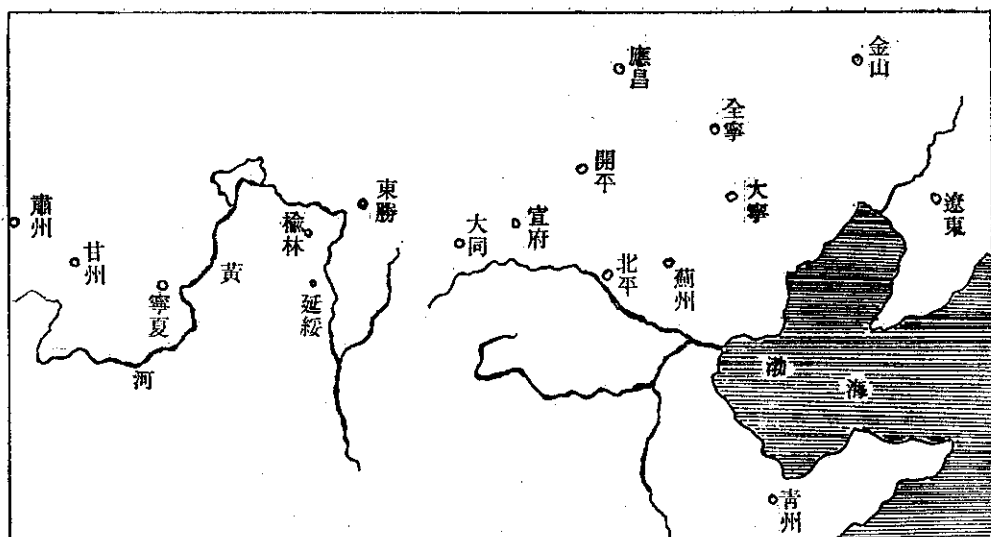 金山
應昌
全寧
開平
大寧
遼東
東勝
宣府
大同
榆林
肅州
甘州
寧夏
黃
河
延綏
北平
薊州
渤
海
青州